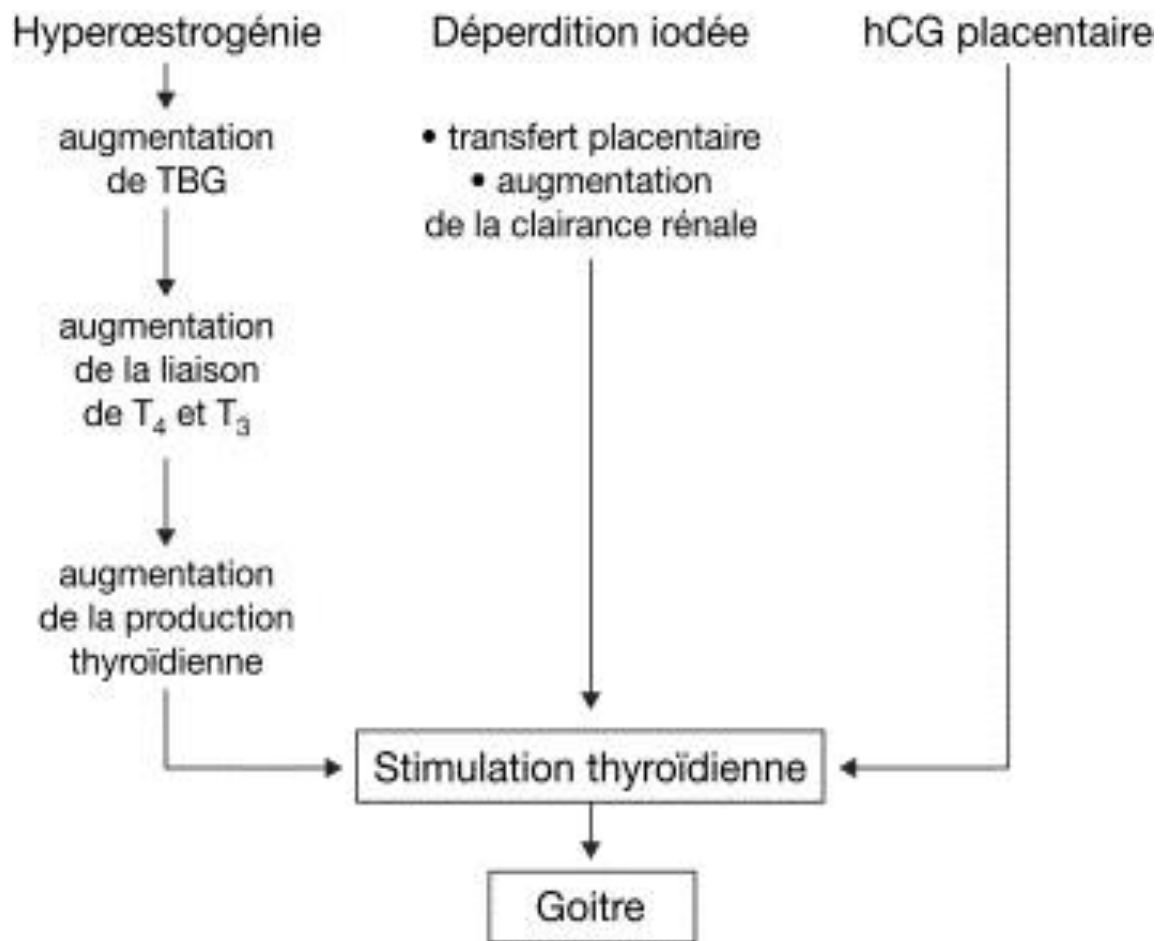 Hyperœstrogénie
augmentation
de TBG
augmentation
de la liaison
de T₄ et T₃
augmentation
de la production
thyroïdienne
Déperdition iodée
• transfert placentaire
• augmentation
de la clairance rénale
hCG placentaire
Stimulation thyroïdienne
Goitre